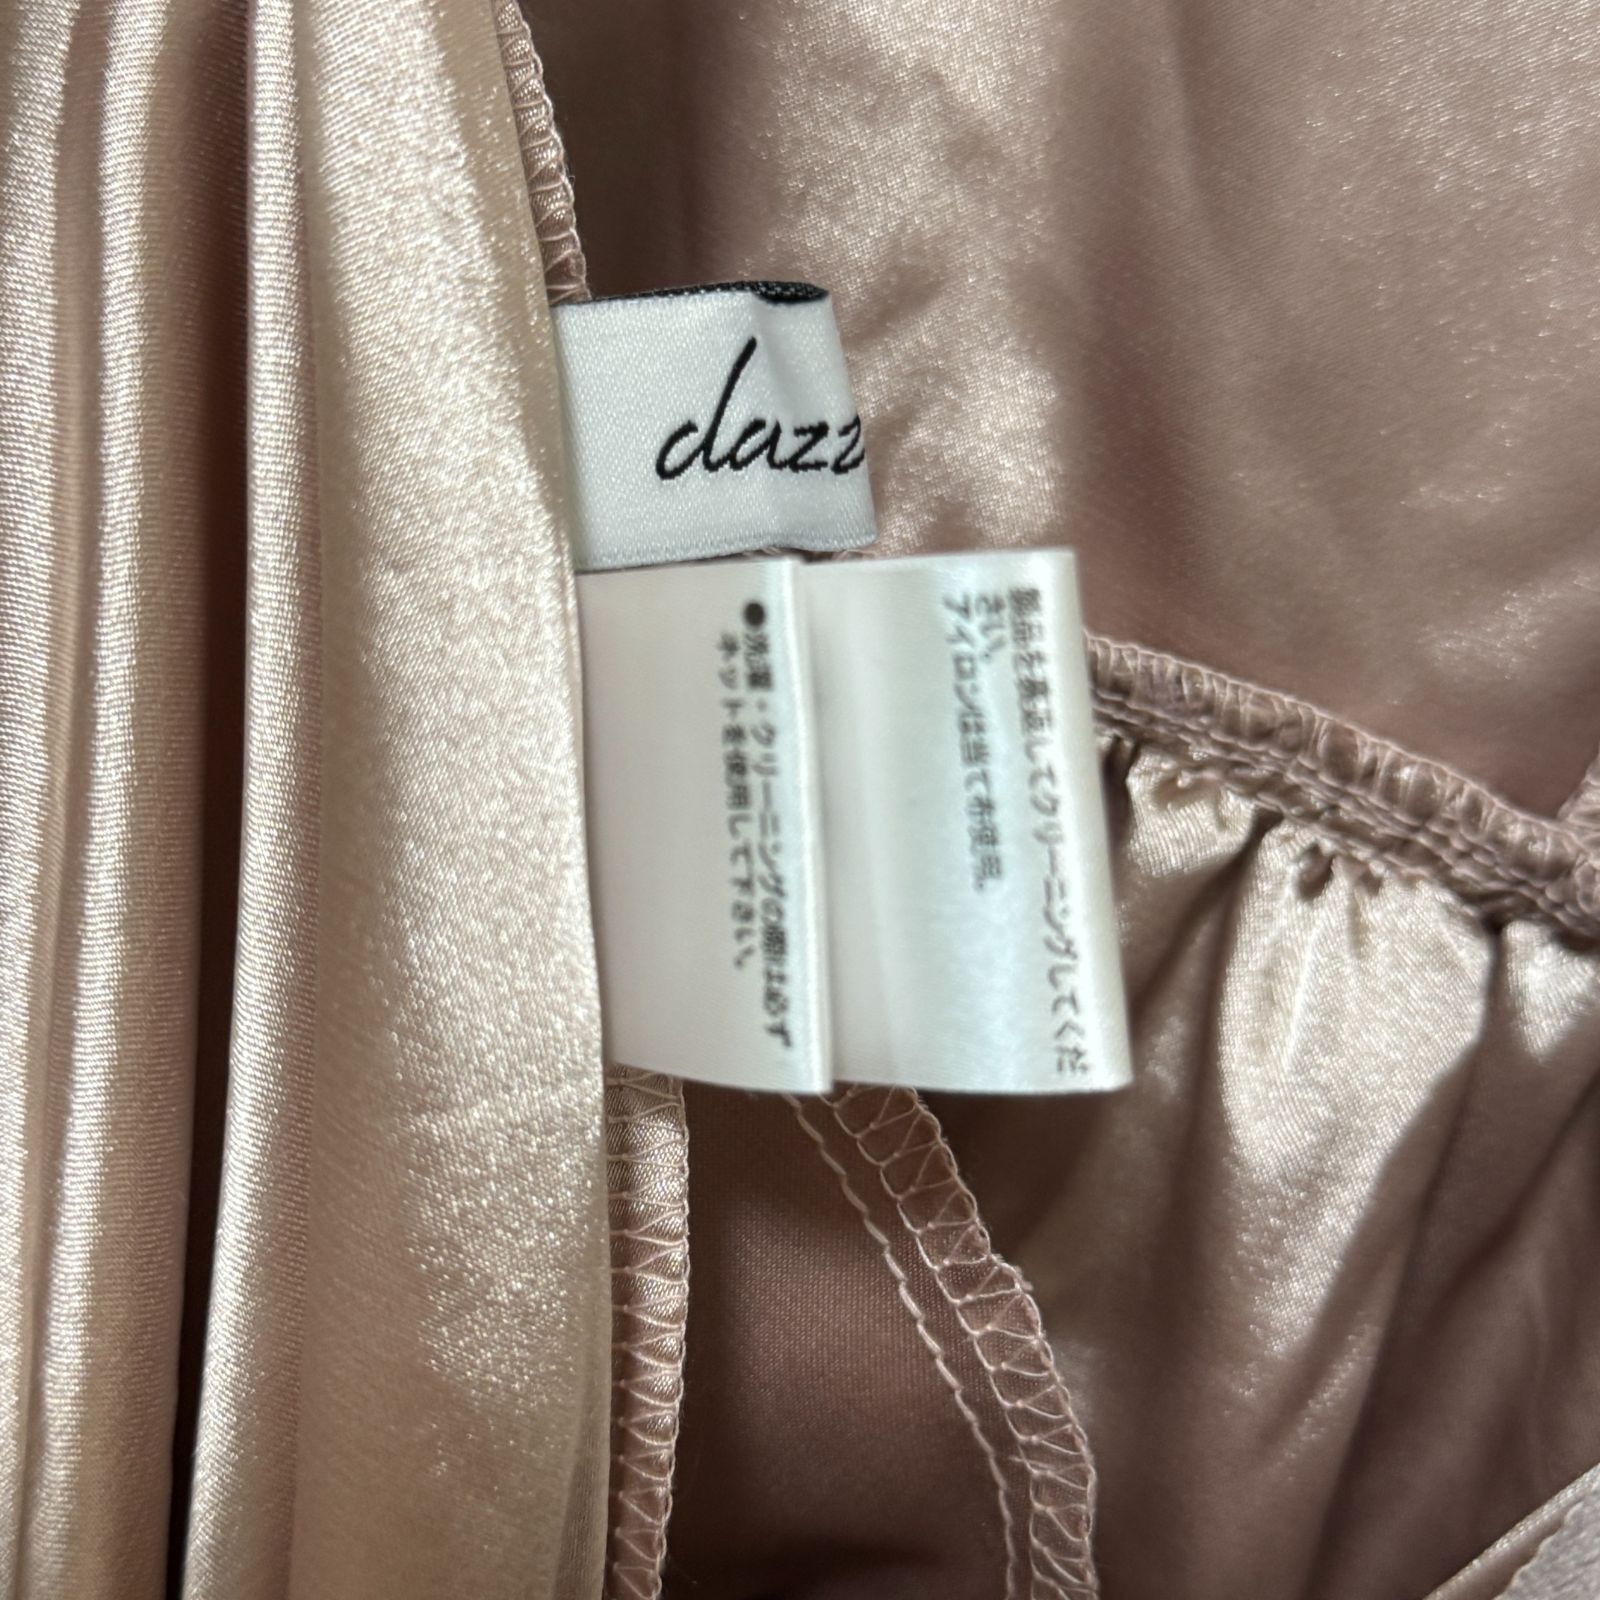 dazz
●洗濯・クリーニングの際は必ず
ネットを使用して下さい。
製品を裏返してクリーニングしてくだ
さい。
アイロンは当て布使用。